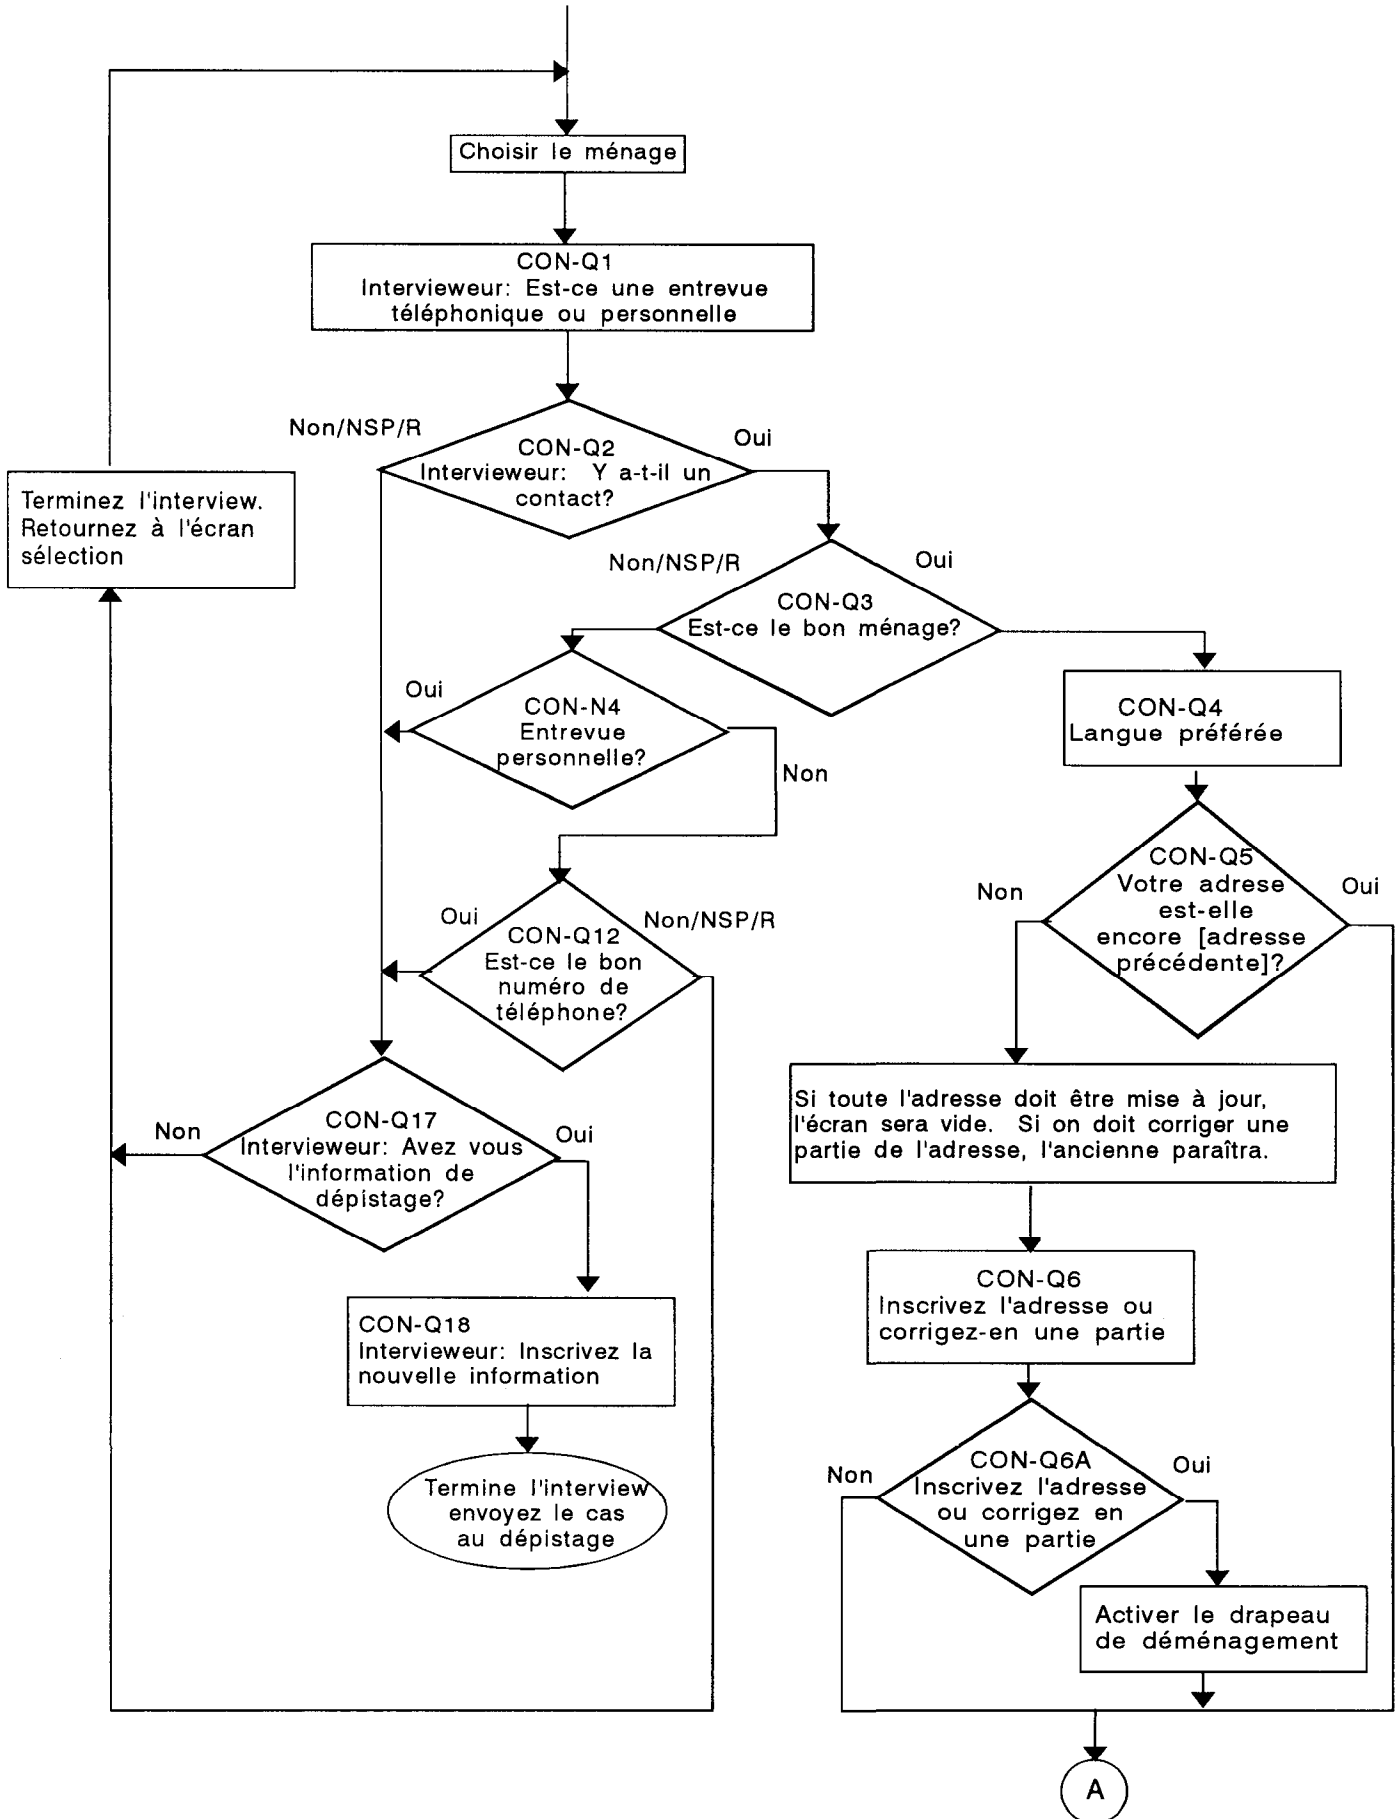 Choisir le ménage
CON-Q1
Intervieweur: Est-ce une entrevue
téléphonique ou personnelle
Non/NSP/R
Oui
CON-Q2
Intervieweur: Y a-t-il un
contact?
Terminez l'interview.
Retournez à l'écran
sélection
Non/NSP/R
Oui
CON-Q3
Est-ce le bon ménage?
Oui
CON-N4
Entrevue
personnelle?
Non
CON-Q4
Langue préférée
CON-Q5
Votre adrese
est-elle
encore [adresse
précédente]?
Non
Oui
Oui
Non/NSP/R
CON-Q12
Est-ce le bon
numéro de
téléphone?
Si toute l'adresse doit être mise à jour,
l'écran sera vide. Si on doit corriger une
partie de l'adresse, l'ancienne paraîtra.
Non
Oui
CON-Q17
Intervieweur: Avez vous
l'information de
dépistage?
CON-Q6
Inscrivez l'adresse ou
corrigez-en une partie
CON-Q18
Intervieweur: Inscrivez la
nouvelle information
Termine l'interview
envoyez le cas
au dépistage
Non
Oui
CON-Q6A
Inscrivez l'adresse
ou corrigez en
une partie
Activer le drapeau
de déménagement
A